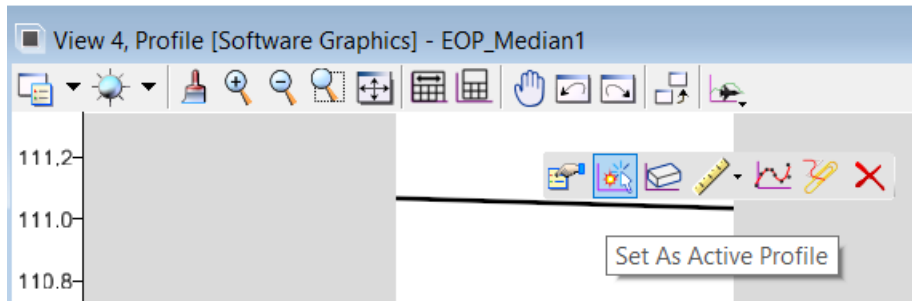 View 4, Profile [Software Graphics] - EOP_Median1
111.2
111.0
Set As Active Profile
110.8